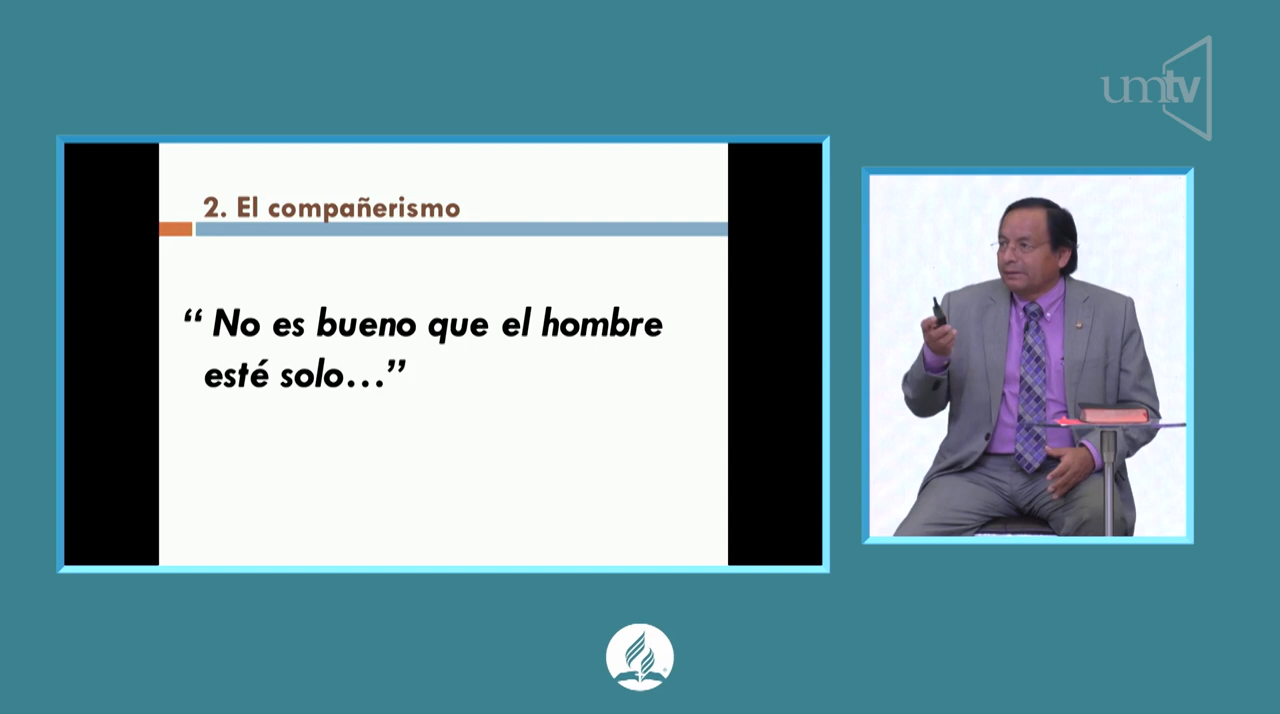 umtv
2. El compañerismo
“ No es bueno que el hombre
esté solo...”